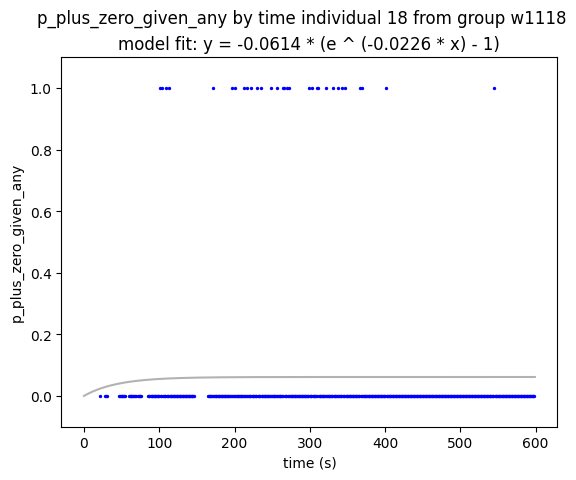 p_plus_zero_given_any by time individual 18 from group w1118
model fit: y = -0.0614 * (e ^ (-0.0226 * x) - 1)
p_plus_zero_given_any
1.0
0.8
0.6
0.4
0.2
0.0
0 100 200 300 400 500 600
time (s)